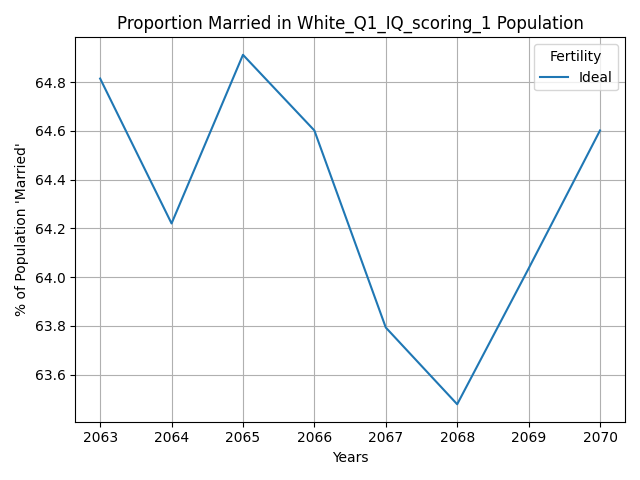 Proportion Married in White_Q1_IQ_scoring_1 Population
Fertility
Ideal
% of Population 'Married'
64.8
64.6
64.4
64.2
64.0
63.8
63.6
2063 2064 2065 2066 2067 2068 2069 2070
Years